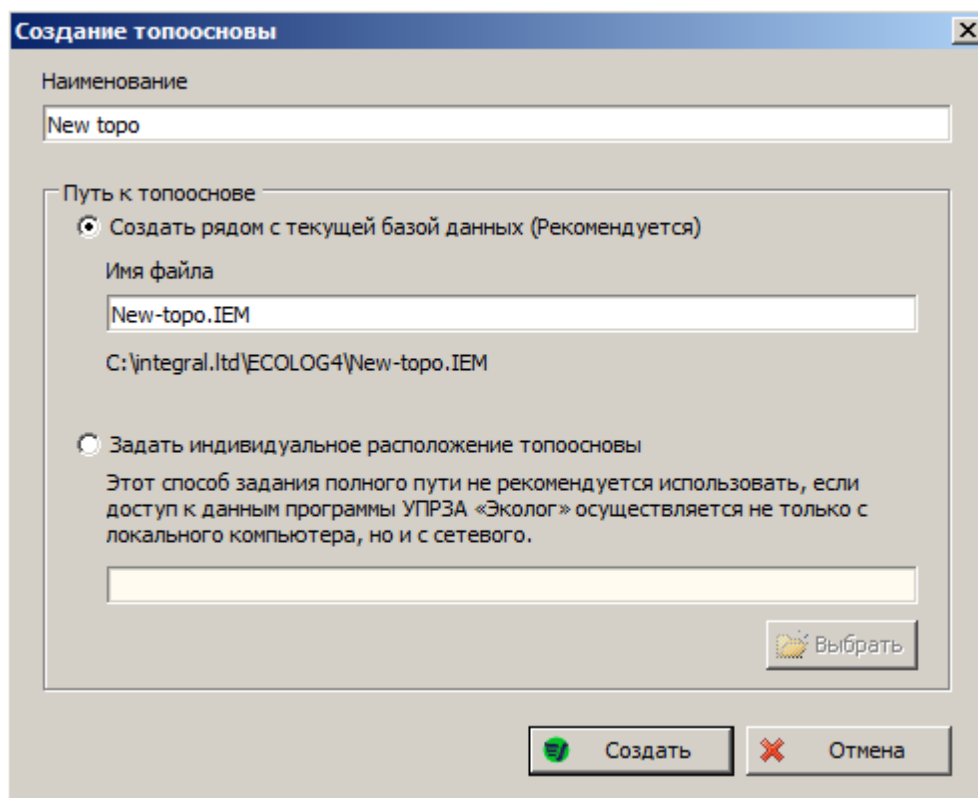 Создание топоосновы
Наименование
New topo
Путь к топооснове
Создать рядом с текущей базой данных (Рекомендуется)
Имя файла
New-topo.IEM
C:\integral.ltd\ECOLOG4\New-topo.IEM
Задать индивидуальное расположение топоосновы
Этот способ задания полного пути не рекомендуется использовать, если
доступ к данным программы УПРЗА «Эколог» осуществляется не только с
локального компьютера, но и с сетевого.
Выбрать
Создать
Отмена